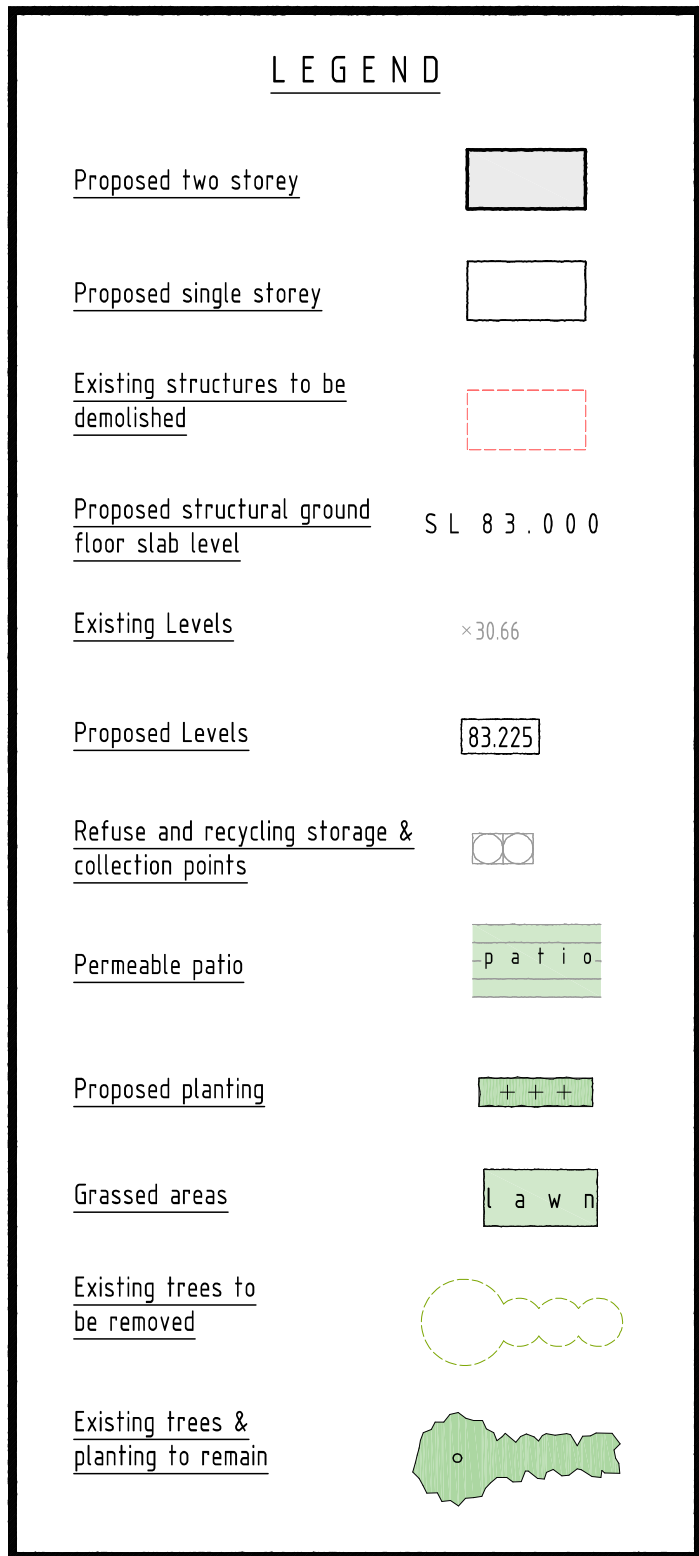 LEGEND
Proposed two storey
Proposed single storey
Existing structures to be
demolished
Proposed structural ground
floor slab level
SL 83.000
Existing Levels
×30.66
Proposed Levels
83.225
Refuse and recycling storage &
collection points
Permeable patio
patio
Proposed planting
+ + +
Grassed areas
lawn
Existing trees to
be removed
Existing trees &
planting to remain